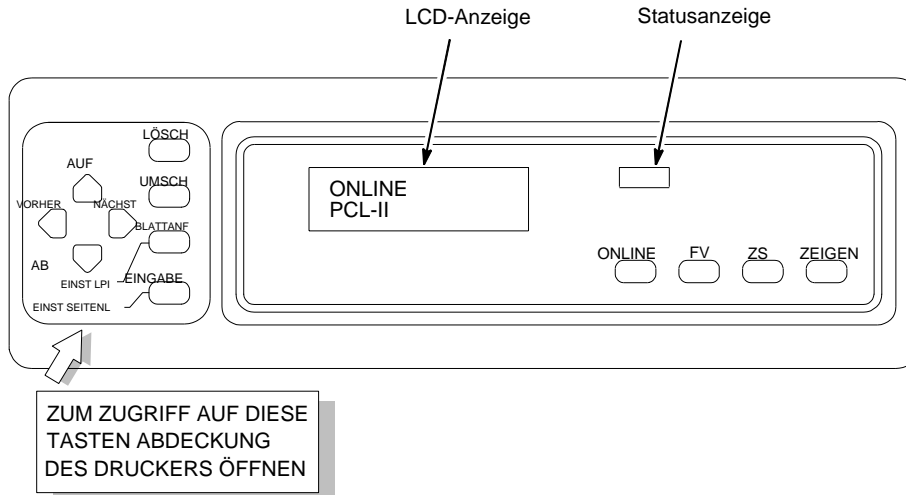 LCD-Anzeige
Statusanzeige
LÖSCH
AUF
UMSCH
VORHER
NÄCHST
BLATTANF
AB
EINST LPI
EINGABE
EINST SEITENL
ONLINE
PCL-II
ONLINE
FV
ZS
ZEIGEN
ZUM ZUGRIFF AUF DIESE
TASTEN ABDECKUNG
DES DRUCKERS ÖFFNEN